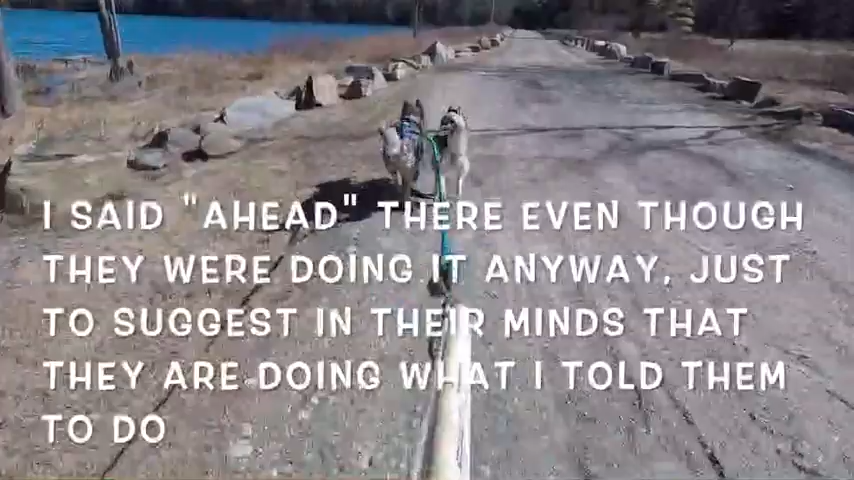 I SAID "AHEAD" THERE EVEN THOUGH
THEY WERE DOING IT ANYWAY, JUST
TO SUGGEST IN THEIR MINDS THAT
THEY ARE DOING WHAT I TOLD THEM
TO DO